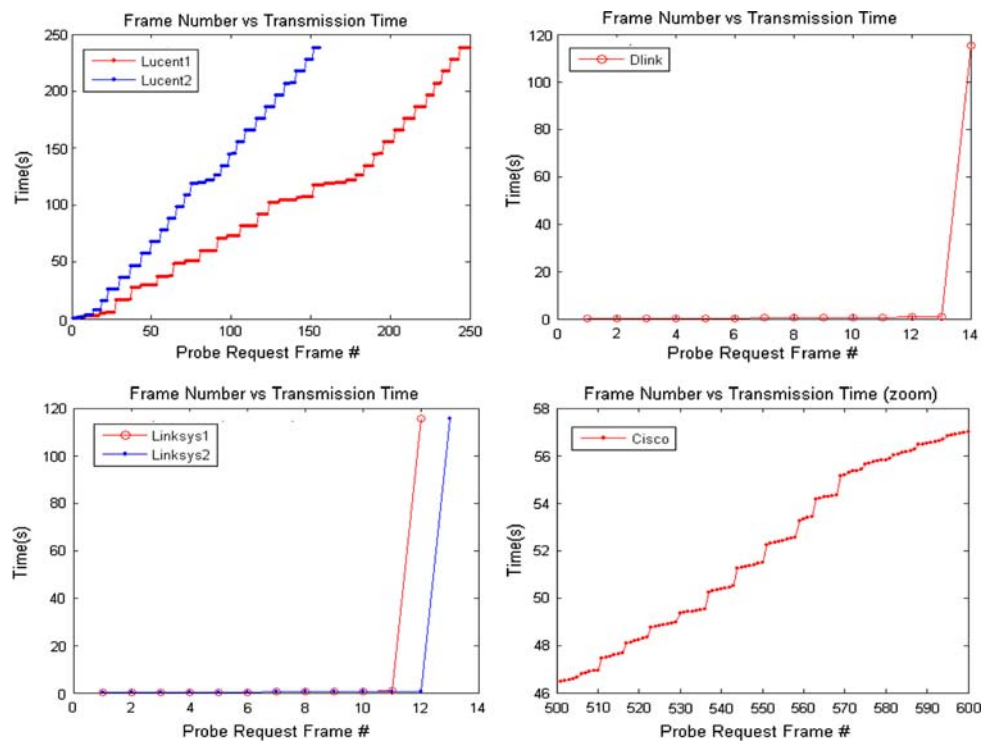 Frame Number vs Transmission Time
250
200
150
100
50
0
Time(s)
Lucent1
Lucent2
0 50 100 150 200 250
Probe Request Frame #
Frame Number vs Transmission Time
120
100
80
60
40
20
0
Time(s)
Dlink
0 2 4 6 8 10 12 14
Probe Request Frame #
Frame Number vs Transmission Time
120
100
80
60
40
20
0
Time(s)
Linksys1
Linksys2
0 2 4 6 8 10 12 14
Probe Request Frame #
Frame Number vs Transmission Time (zoom)
58
56
54
52
50
48
46
Time(s)
Cisco
500 510 520 530 540 550 560 570 580 590 600
Probe Request Frame #